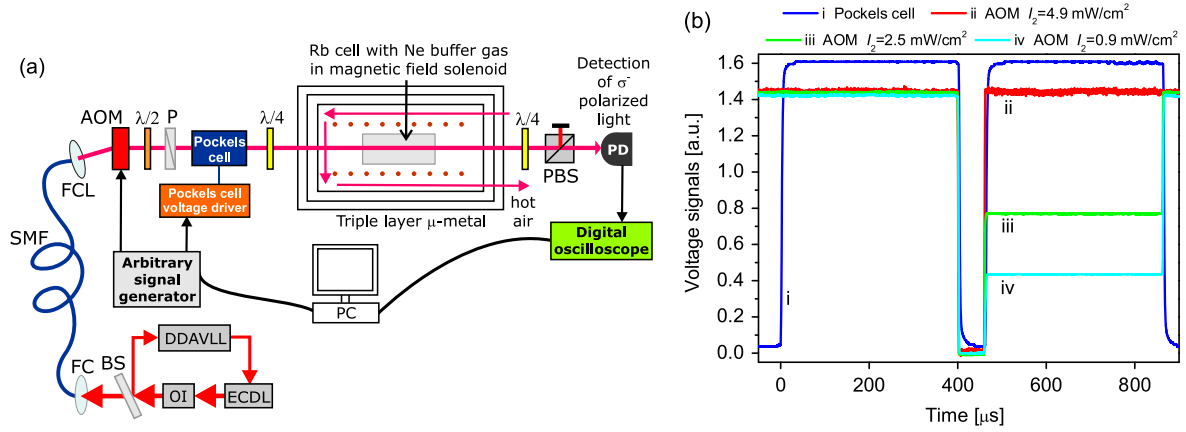 (a)
Rb cell with Ne buffer gas
in magnetic field solenoid
Detection
of σ⁻
polarized
light
AOM
λ/2
P
λ/4
λ/4
Pockels
cell
PD
FCL
PBS
Pockels cell
voltage driver
hot
air
Triple layer μ-metal
SMF
Digital
oscilloscope
Arbitrary
signal
generator
PC
DDAVLL
FC
BS
OI
ECDL
(b)
i Pockels cell
ii AOM I₂=4.9 mW/cm²
iii AOM I₂=2.5 mW/cm²
iv AOM I₂=0.9 mW/cm²
Voltage signals [a.u.]
1.6
1.4
1.2
1.0
0.8
0.6
0.4
0.2
0.0
i
ii
iii
iv
0
200
400
600
800
Time [μs]